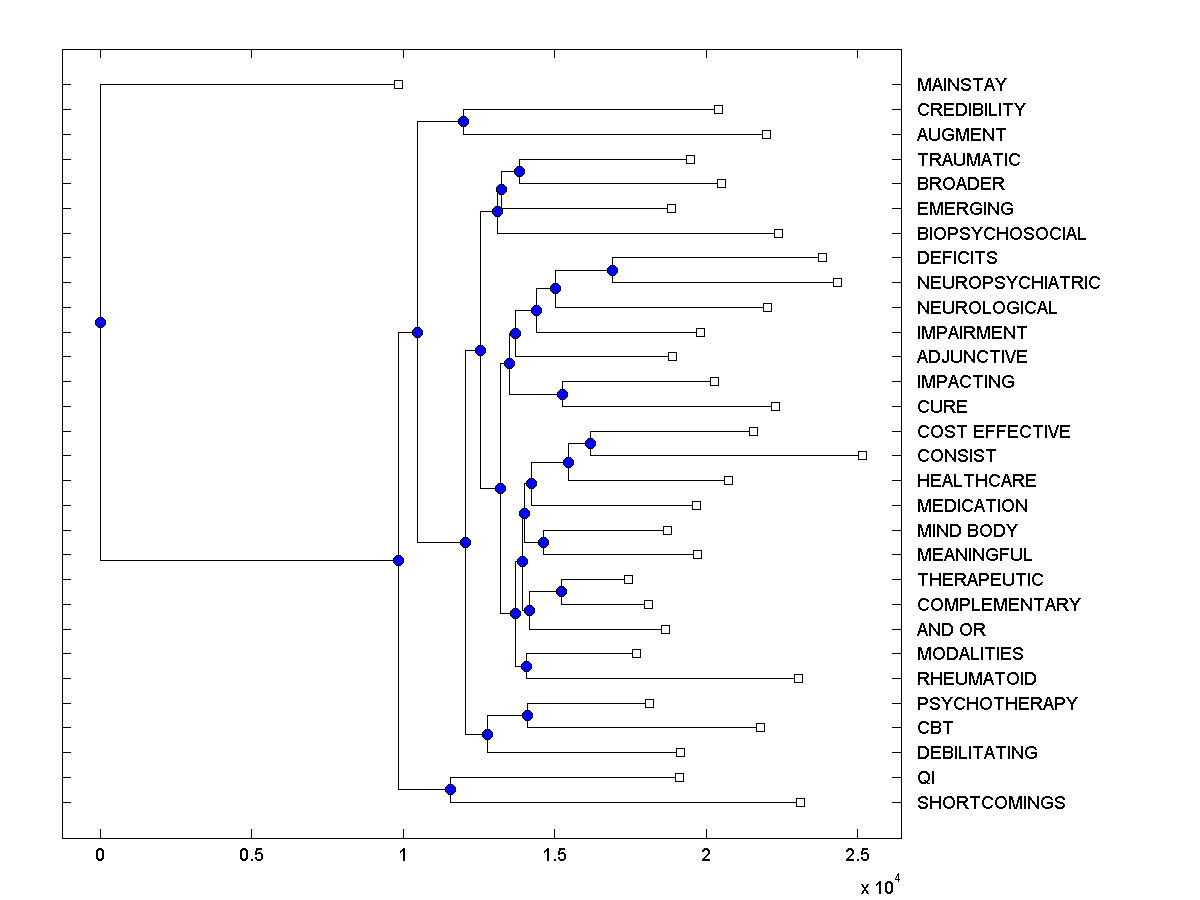 MAINSTAY
CREDIBILITY
AUGMENT
TRAUMATIC
BROADER
EMERGING
BIOPSYCHOSOCIAL
DEFICITS
NEUROPSYCHIATRIC
NEUROLOGICAL
IMPAIRMENT
ADJUNCTIVE
IMPACTING
CURE
COST EFFECTIVE
CONSIST
HEALTHCARE
MEDICATION
MIND BODY
MEANINGFUL
THERAPEUTIC
COMPLEMENTARY
AND OR
MODALITIES
RHEUMATOID
PSYCHOTHERAPY
CBT
DEBILITATING
QI
SHORTCOMINGS
0 0.5 1 1.5 2 2.5
x 10^4